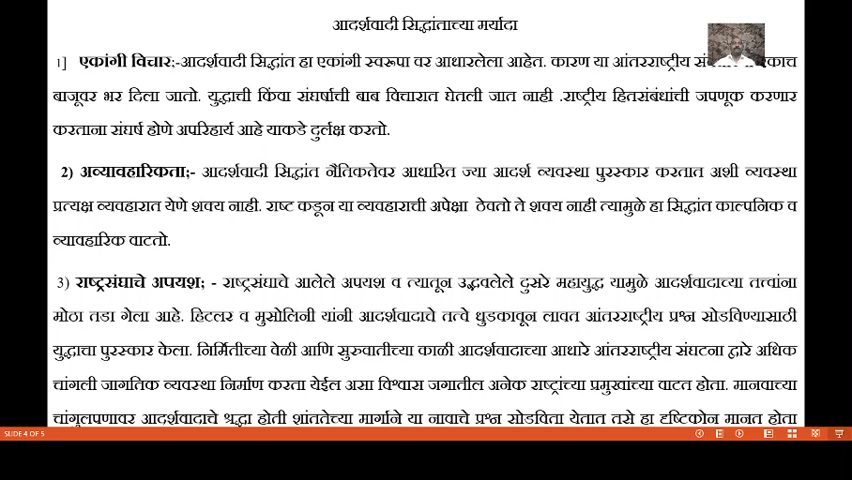 आदर्शवादी सिद्धांताच्या मर्यादा
1] एकांगी विचार:-आदर्शवादी सिद्धांत हा एकांगी स्वरूपा वर आधारलेला आहेत. कारण या आंतरराष्ट्रीय एकाच
बाजूवर भर दिला जातो. युद्धाची किंवा संघर्षाची बाब विचारात घेतली जात नाही .राष्ट्रीय हितसंबंधांची जपणूक करणार
करताना संघर्ष होणे अपरिहार्य आहे याकडे दुर्लक्ष करतो.
2) अव्यावहारिकता;- आदर्शवादी सिद्धांत नैतिकतेवर आधारित ज्या आदर्श व्यवस्था पुरस्कार करतात अशी व्यवस्था
प्रत्यक्ष व्यवहारात येणे शक्य नाही. राष्ट कडून या व्यवहाराची अपेक्षा ठेवतो ते शक्य नाही त्यामुळे हा सिद्धांत काल्पनिक व
व्यावहारिक वाटतो.
3) राष्ट्रसंघाचे अपयश; - राष्ट्रसंघाचे आलेले अपयश व त्यातून उद्भवलेले दुसरे महायुद्ध यामुळे आदर्शवादाच्या तत्त्वांना
मोठा तडा गेला आहे. हिटलर व मुसोलिनी यांनी आदर्शवादाचे तत्वे धुडकावून लावत आंतरराष्ट्रीय प्रश्न सोडविण्यासाठी
युद्धाचा पुरस्कार केला. निर्मितीच्या वेळी आणि सुरुवातीच्या काळी आदर्शवादाच्या आधारे आंतरराष्ट्रीय संघटना द्वारे अधिक
चांगली जागतिक व्यवस्था निर्माण करता येईल असा विश्वास जगातील अनेक राष्ट्रांच्या प्रमुखांच्या वाटत होता. मानवाच्या
चांगुलपणावर आदर्शवादाचे श्रद्धा होती शांततेच्या मार्गाने या नावाचे प्रश्न सोडविता येतात तसे हा दृष्टिकोन मानत होता
SLIDE 4 OF 5